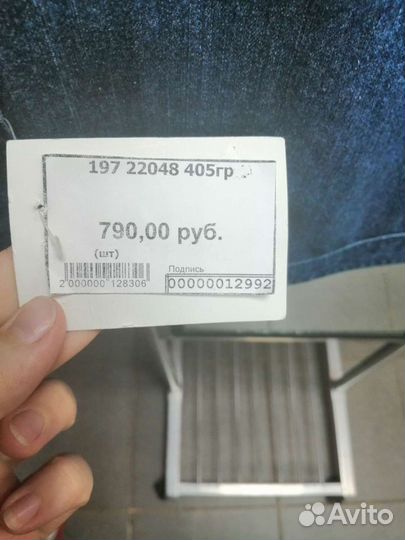 197 22048 405гр
790,00 руб.
(шт)
Подпись
2 000000 128306
00000012992
Avito